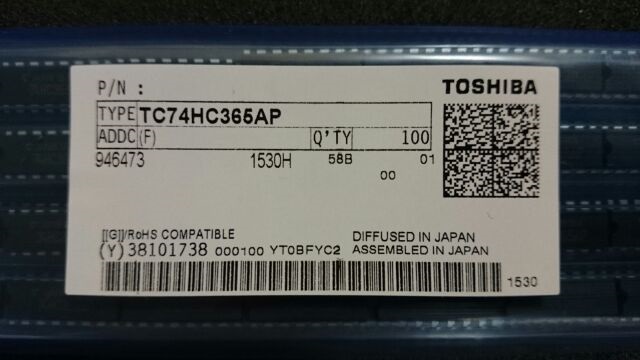 P/N : TOSHIBA
TYPE TC74HC365AP
ADDC (F) Q'TY 100
946473 1530H 58B 01
00
[[G]]/RoHS COMPATIBLE DIFFUSED IN JAPAN
(Y)38101738 000100 YT0BFYC2 ASSEMBLED IN JAPAN
1530